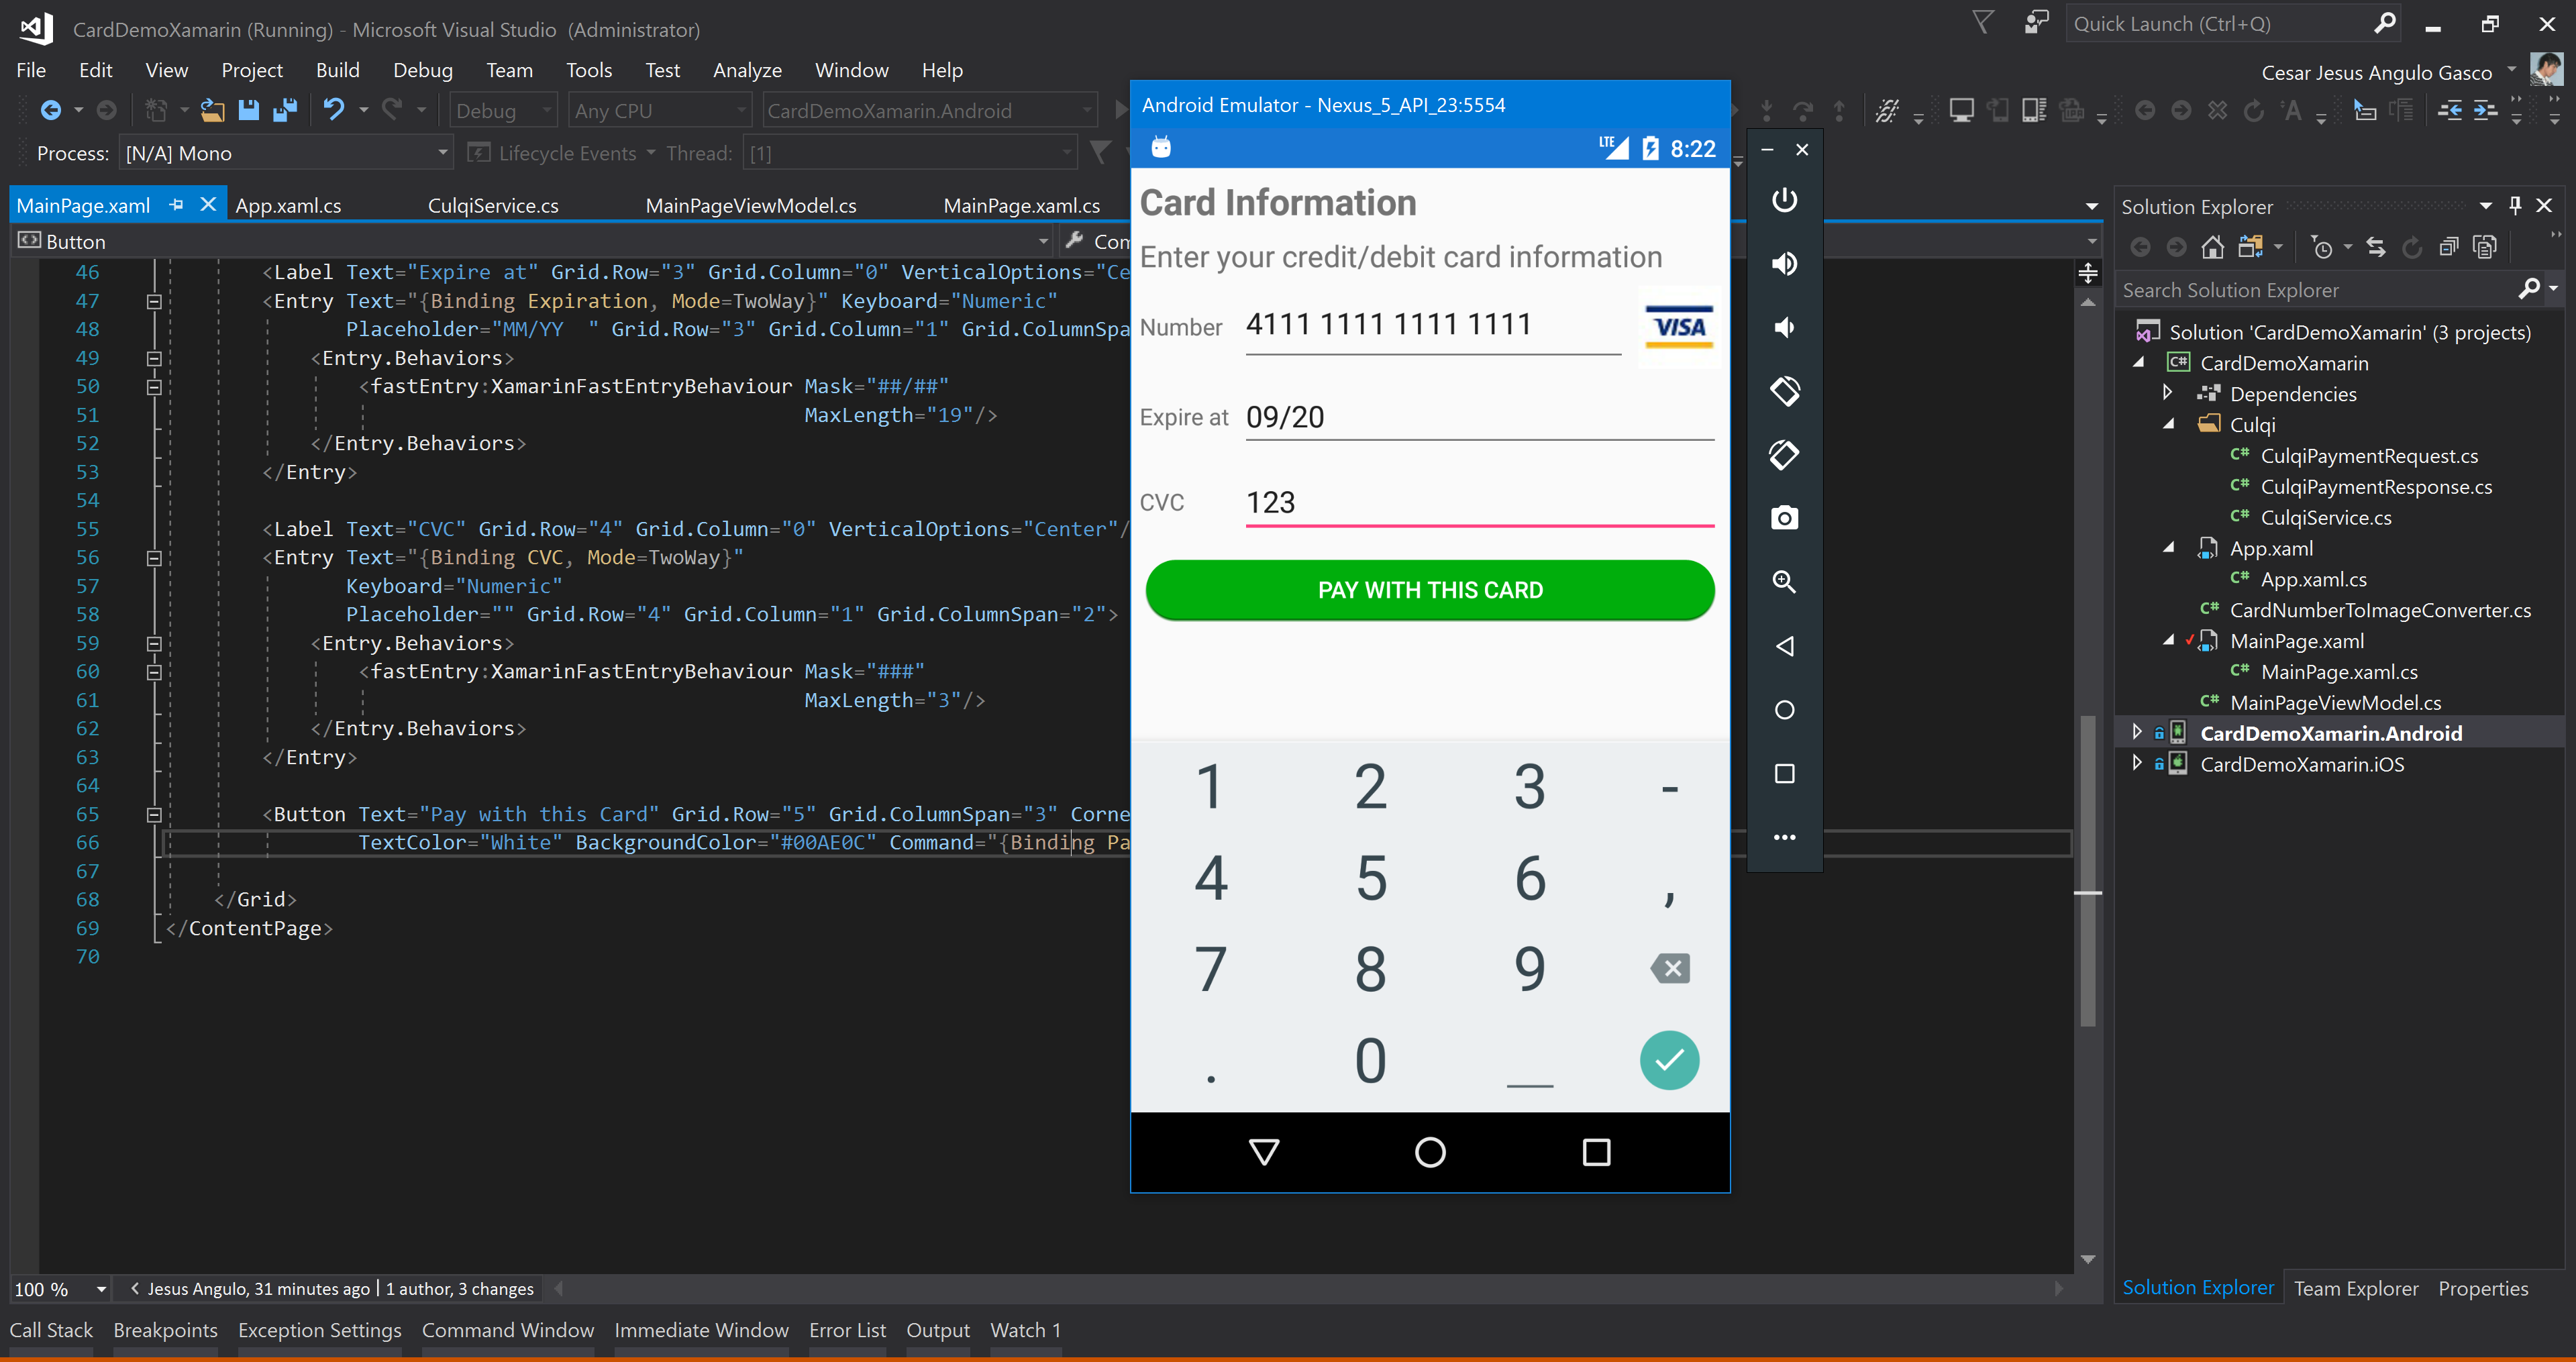 CardDemoXamarin (Running) - Microsoft Visual Studio (Administrator)
Quick Launch (Ctrl+Q)
File Edit View Project Build Debug Team Tools Test Analyze Window Help
Cesar Jesus Angulo Gasco
Debug Any CPU CardDemoXamarin.Android
Process: [N/A] Mono Lifecycle Events Thread: [1]
MainPage.xaml App.xaml.cs CulqiService.cs MainPageViewModel.cs MainPage.xaml.cs
Button
46 <Label Text="Expire at" Grid.Row="3" Grid.Column="0" VerticalOptions="Ce
47 <Entry Text="{Binding Expiration, Mode=TwoWay}" Keyboard="Numeric"
48 Placeholder="MM/YY  " Grid.Row="3" Grid.Column="1" Grid.ColumnSpa
49 <Entry.Behaviors>
50 <fastEntry:XamarinFastEntryBehaviour Mask="##/##"
51 MaxLength="19"/>
52 </Entry.Behaviors>
53 </Entry>
54
55 <Label Text="CVC" Grid.Row="4" Grid.Column="0" VerticalOptions="Center"/
56 <Entry Text="{Binding CVC, Mode=TwoWay}"
57 Keyboard="Numeric"
58 Placeholder="" Grid.Row="4" Grid.Column="1" Grid.ColumnSpan="2">
59 <Entry.Behaviors>
60 <fastEntry:XamarinFastEntryBehaviour Mask="###"
61 MaxLength="3"/>
62 </Entry.Behaviors>
63 </Entry>
64
65 <Button Text="Pay with this Card" Grid.Row="5" Grid.ColumnSpan="3" Corne
66 TextColor="White" BackgroundColor="#00AE0C" Command="{Binding Pa
67
68 </Grid>
69 </ContentPage>
70
100 %
Jesus Angulo, 31 minutes ago | 1 author, 3 changes
Android Emulator - Nexus_5_API_23:5554
LTE 8:22
Card Information
Enter your credit/debit card information
Number 4111 1111 1111 1111 VISA
Expire at 09/20
CVC 123
PAY WITH THIS CARD
1 2 3 -
4 5 6 ,
7 8 9
. 0 _
Solution Explorer
Search Solution Explorer
Solution 'CardDemoXamarin' (3 projects)
C# CardDemoXamarin
Dependencies
Culqi
C# CulqiPaymentRequest.cs
C# CulqiPaymentResponse.cs
C# CulqiService.cs
App.xaml
C# App.xaml.cs
C# CardNumberToImageConverter.cs
MainPage.xaml
C# MainPage.xaml.cs
C# MainPageViewModel.cs
CardDemoXamarin.Android
CardDemoXamarin.iOS
Solution Explorer Team Explorer Properties
Call Stack Breakpoints Exception Settings Command Window Immediate Window Error List Output Watch 1